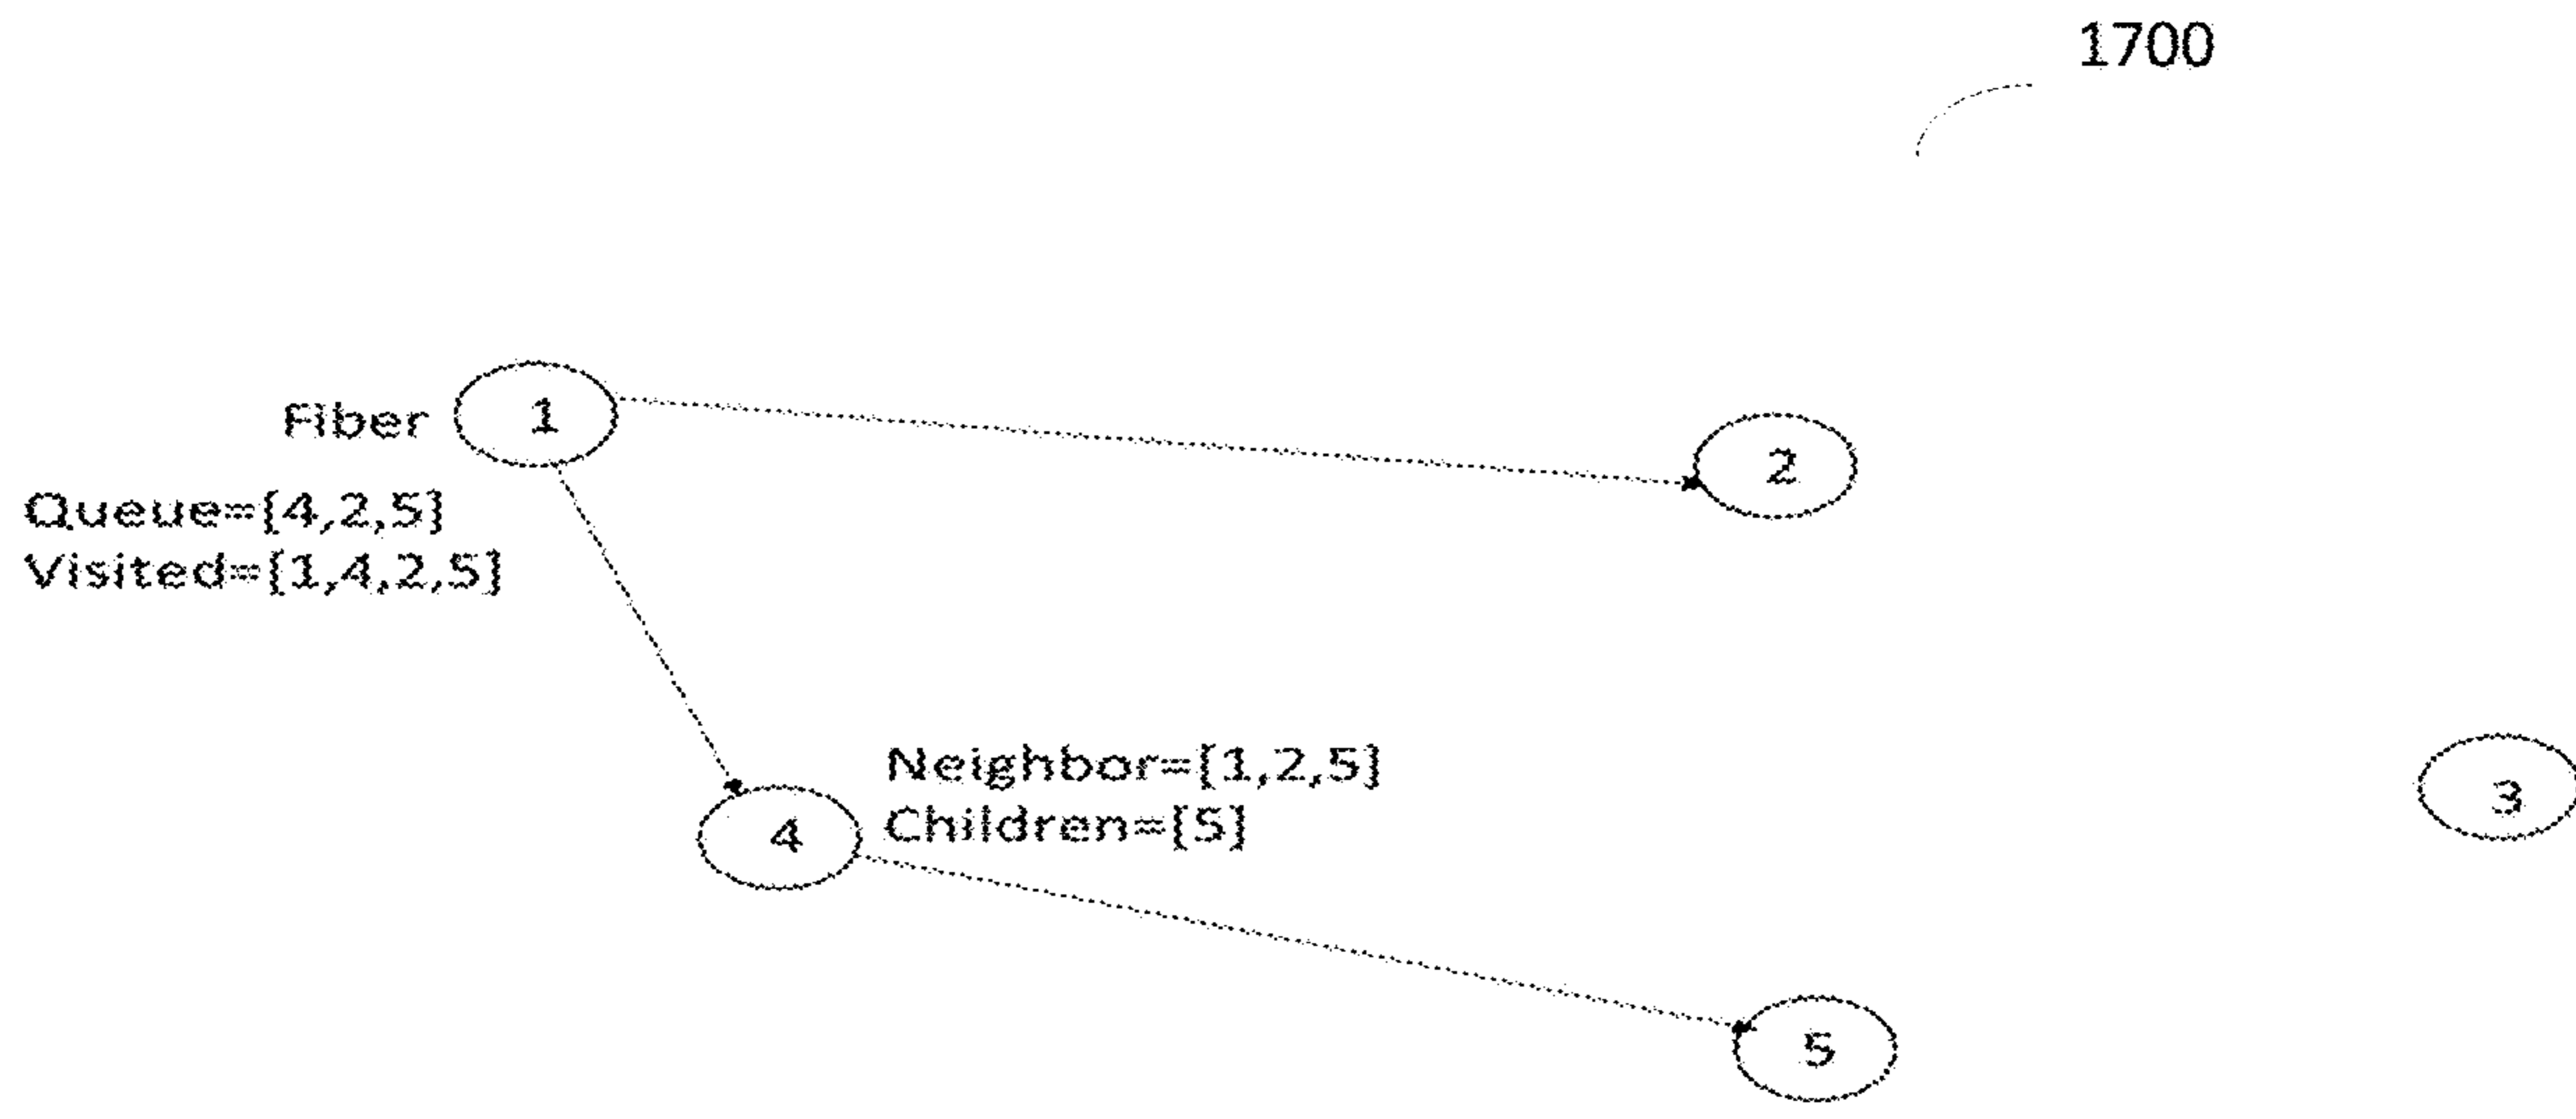 1700
Fiber
1
2
Queue=[4,2,5]
Visited=[1,4,2,5]
Neighbor=[1,2,5]
Children=[5]
4
3
5